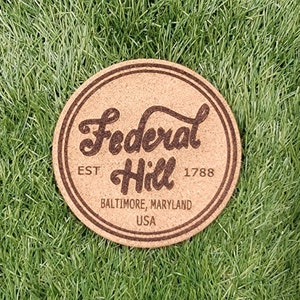 Federal
EST Hill 1788
BALTIMORE, MARYLAND
USA